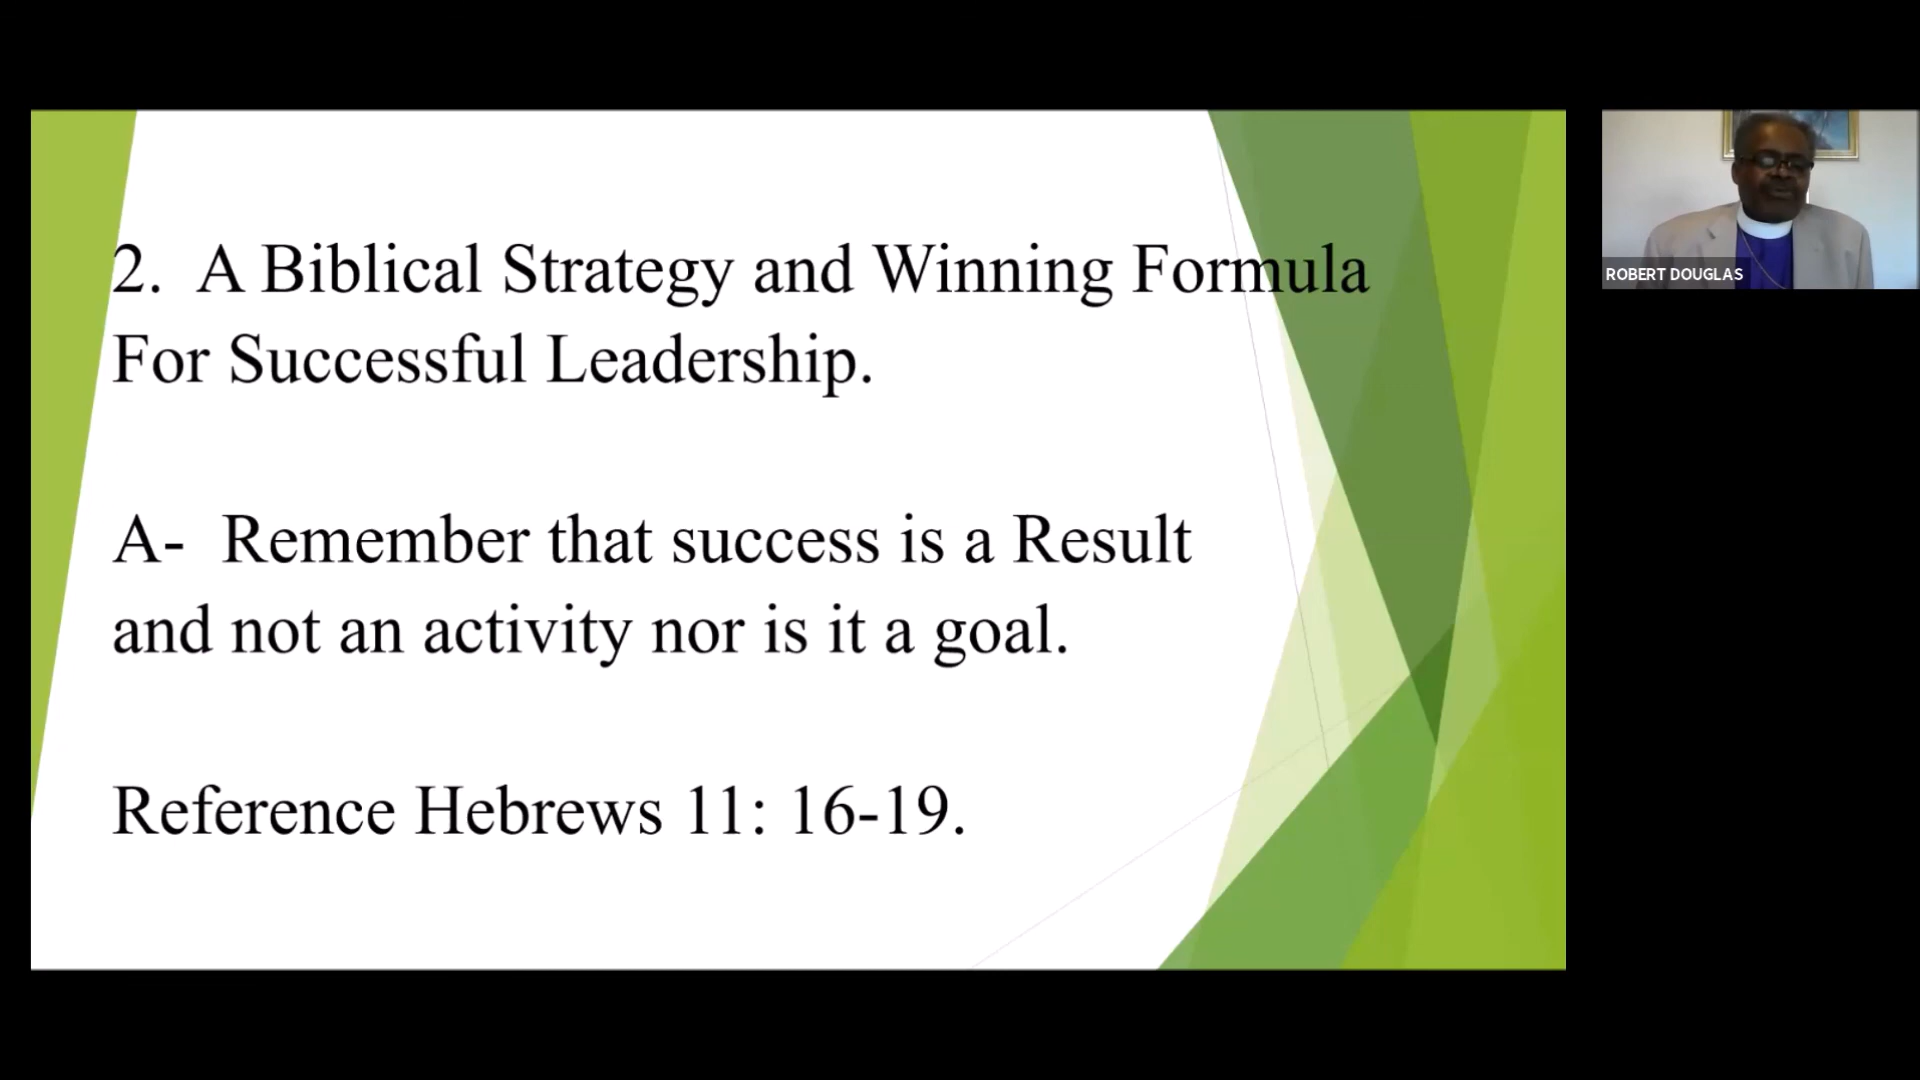 2. A Biblical Strategy and Winning Formula
For Successful Leadership.
A- Remember that success is a Result
and not an activity nor is it a goal.
Reference Hebrews 11: 16-19.
ROBERT DOUGLAS